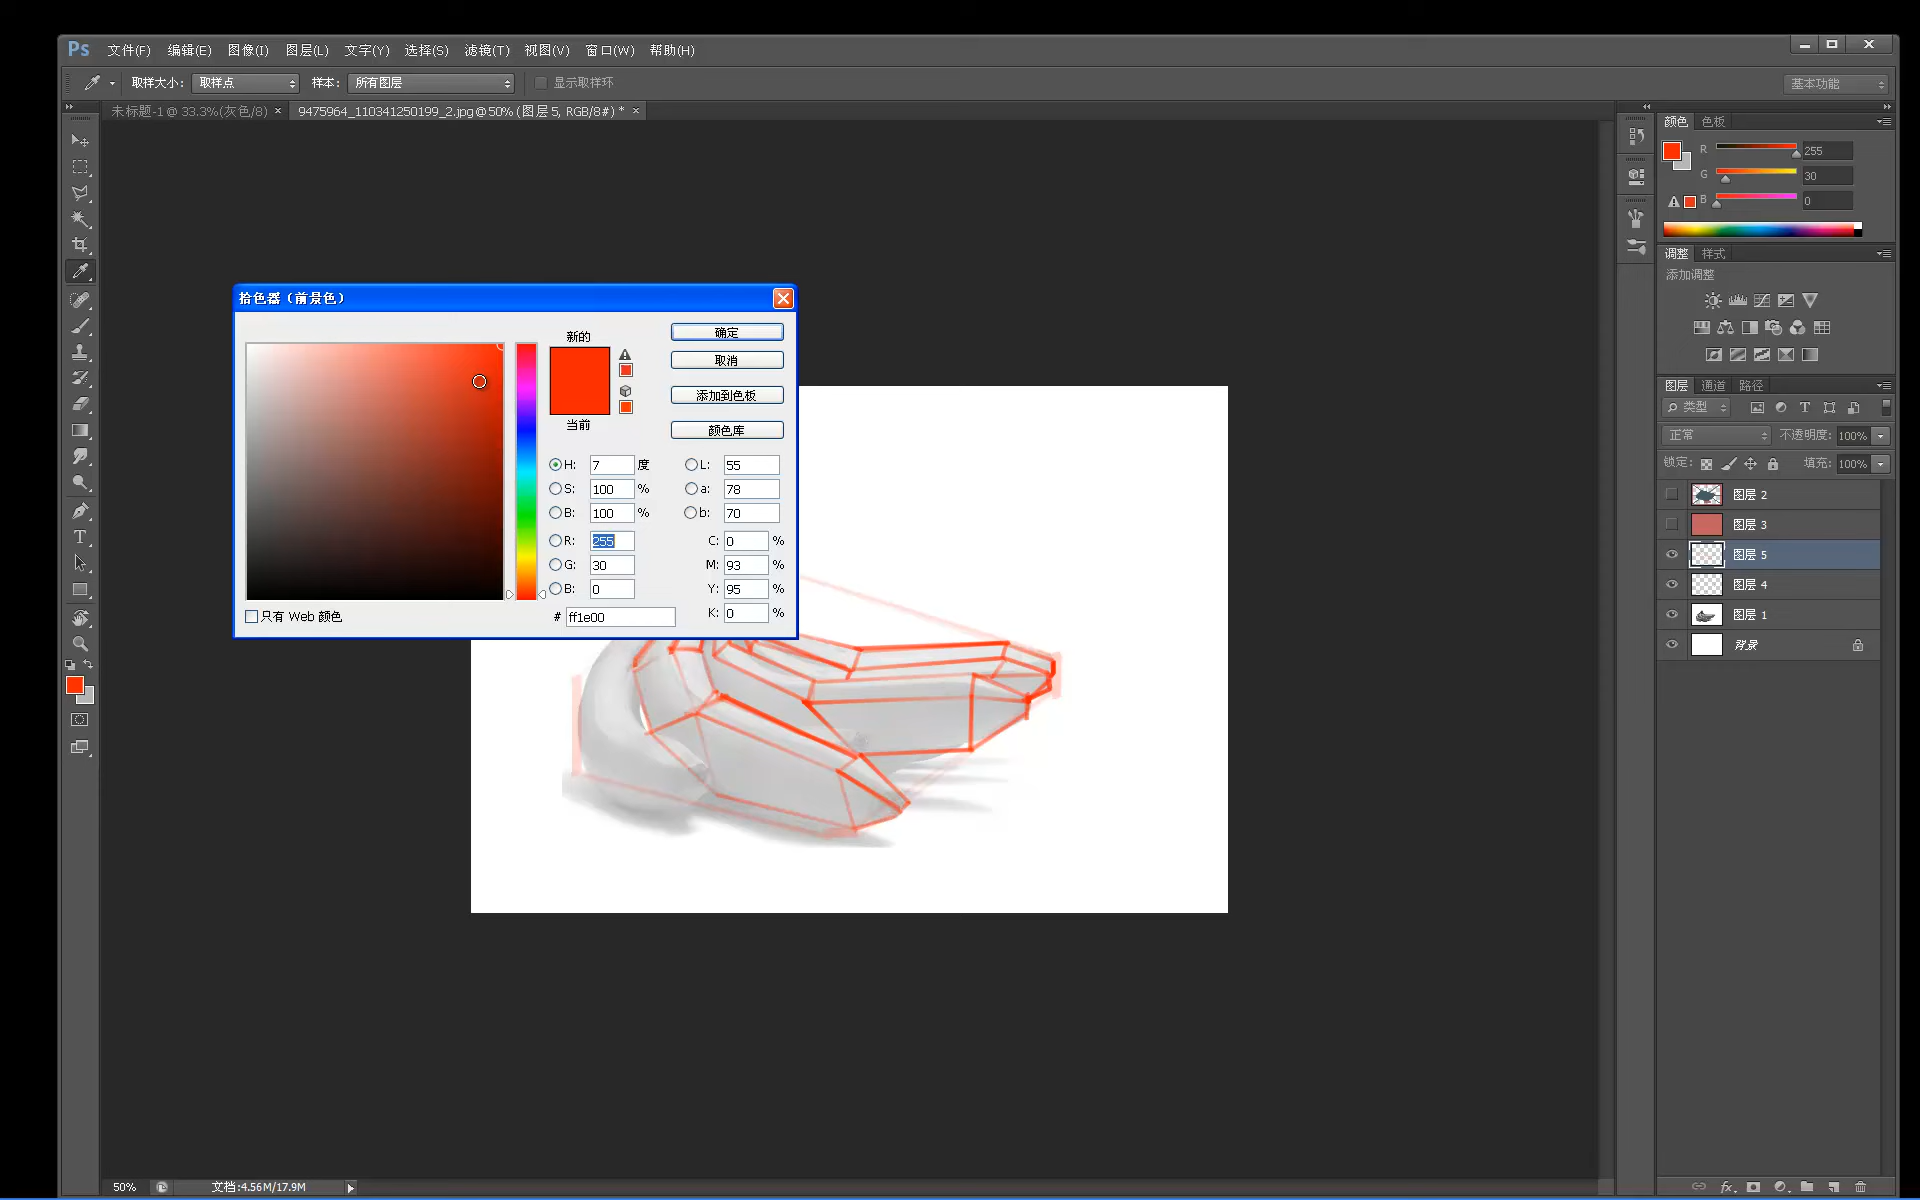 Ps 文件(F) 编辑(E) 图像(I) 图层(L) 文字(Y) 选择(S) 滤镜(T) 视图(V) 窗口(W) 帮助(H)
取样大小: 取样点 样本: 所有图层 显示取样环 基本功能
未标题-1 @ 33.3%(灰色/8) × 9475964_110341250199_2.jpg @ 50% (图层 5, RGB/8#) * ×
颜色 色板
R 255
G 30
B 0
调整 样式
添加调整
图层 通道 路径
类型
正常 不透明度: 100%
锁定: 填充: 100%
图层 2
图层 3
图层 5
图层 4
图层 1
背景
拾色器（前景色）
新的
当前
确定
取消
添加到色板
颜色库
H: 7 度 L: 55
S: 100 % a: 78
B: 100 % b: 70
R: 255 C: 0 %
G: 30 M: 93 %
B: 0 Y: 95 %
# ff1e00 K: 0 %
只有 Web 颜色
50% 文档:4.56M/17.9M